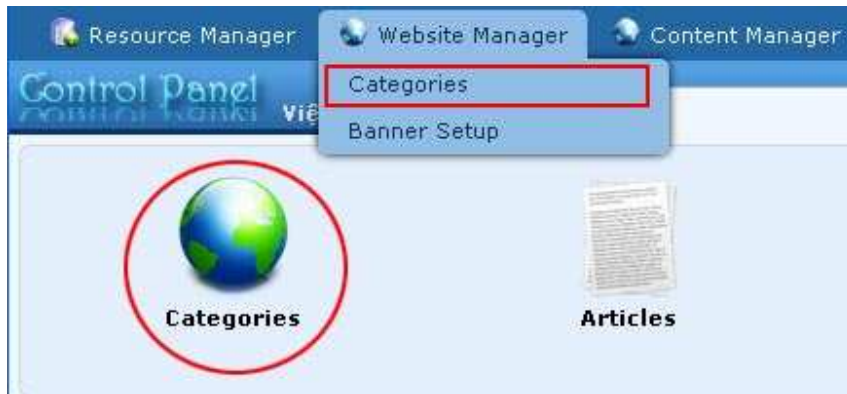 Resource Manager Website Manager Content Manager
Control Panel
Categories
Banner Setup
Categories Articles